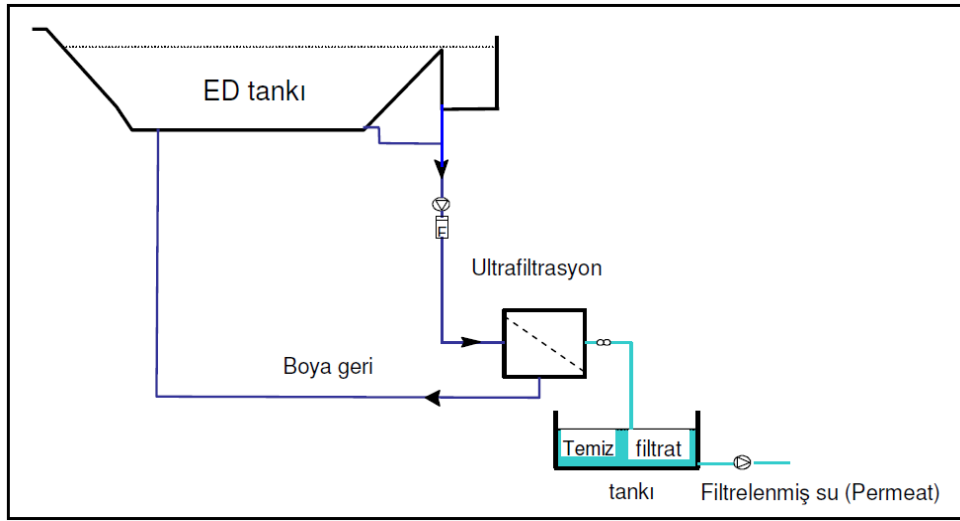 ED tankı
F
Ultrafiltrasyon
Boya geri
Temiz filtrat
tankı
Filtrelenmiş su (Permeat)